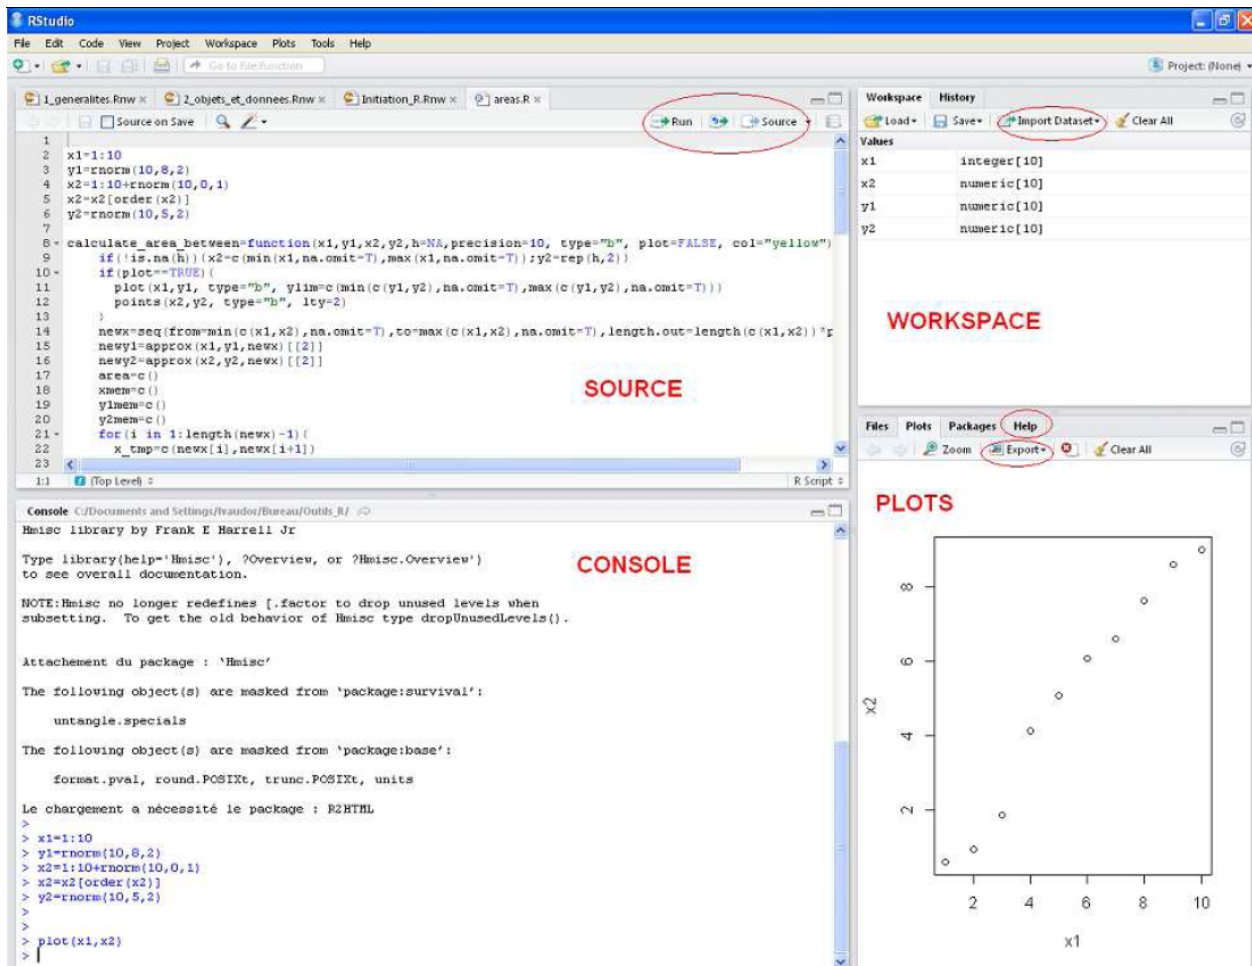 RStudio
File Edit Code View Project Workspace Plots Tools Help
Go to file/function
Project: (None)
1_generalites.Rnw
2_objets_et_donnees.Rnw
Initiation_R.Rnw
areas.R
Source on Save
Run
Source
1
2 x1=1:10
3 y1=rnorm(10,8,2)
4 x2=1:10+rnorm(10,0,1)
5 x2=x2[order(x2)]
6 y2=rnorm(10,5,2)
7
8 calculate_area_between=function(x1,y1,x2,y2,h=NA,precision=10, type="b", plot=FALSE, col="yellow")
9 if(!is.na(h)){x2=c(min(x1,na.omit=T),max(x1,na.omit=T));y2=rep(h,2)}
10 if(plot==TRUE){
11 plot(x1,y1, type="b", ylim=c(min(c(y1,y2),na.omit=T),max(c(y1,y2),na.omit=T)))
12 points(x2,y2, type="b", lty=2)
13 }
14 newx=seq(from=min(c(x1,x2),na.omit=T),to=max(c(x1,x2),na.omit=T),length.out=length(c(x1,x2))*p
15 newy1=approx(x1,y1,newx)[[2]]
16 newy2=approx(x2,y2,newx)[[2]]
17 area=c()
18 xmem=c()
19 y1mem=c()
20 y2mem=c()
21 for(i in 1:length(newx)-1){
22 x_tmp=c(newx[i],newx[i+1])
23
SOURCE
1:1 (Top Level) R Script
Console C:/Documents and Settings/lvaudor/Bureau/Outils_R/
Hmisc library by Frank E Harrell Jr
Type library(help='Hmisc'), ?Overview, or ?Hmisc.Overview')
to see overall documentation.
NOTE:Hmisc no longer redefines [.factor to drop unused levels when
subsetting. To get the old behavior of Hmisc type dropUnusedLevels().
Attachement du package : 'Hmisc'
The following object(s) are masked from 'package:survival':
untangle.specials
The following object(s) are masked from 'package:base':
format.pval, round.POSIXt, trunc.POSIXt, units
Le chargement a nécessité le package : R2HTML
>
> x1=1:10
> y1=rnorm(10,8,2)
> x2=1:10+rnorm(10,0,1)
> x2=x2[order(x2)]
> y2=rnorm(10,5,2)
>
>
> plot(x1,x2)
>
CONSOLE
Workspace History
Load Save Import Dataset Clear All
Values
x1 integer[10]
x2 numeric[10]
y1 numeric[10]
y2 numeric[10]
WORKSPACE
Files Plots Packages Help
Zoom Export Clear All
PLOTS
8
6
4
2
x2
2 4 6 8 10
x1